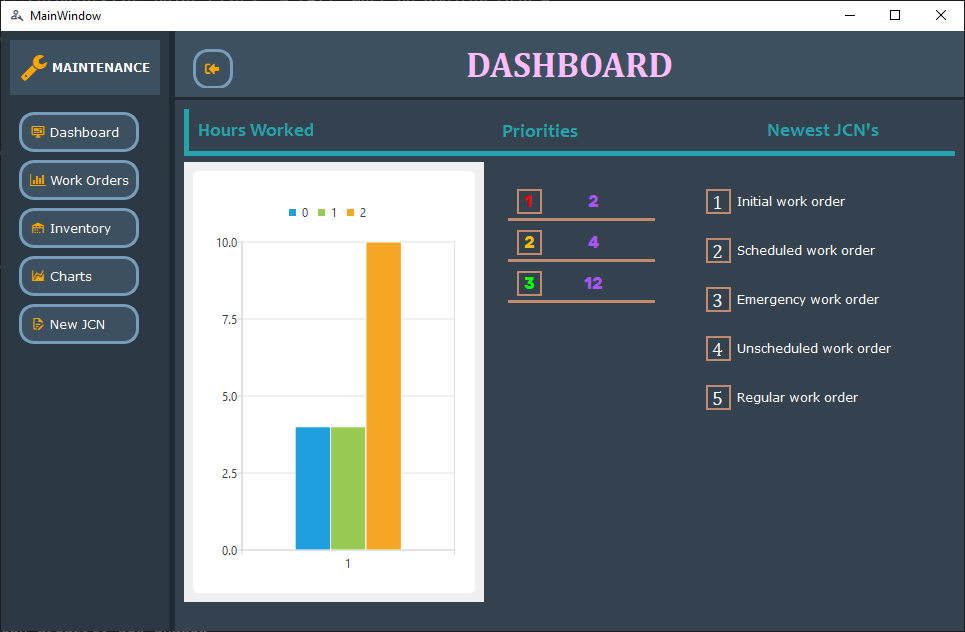 MainWindow
MAINTENANCE
Dashboard
Work Orders
Inventory
Charts
New JCN
DASHBOARD
Hours Worked
Priorities
Newest JCN's
0 1 2
10.0
7.5
5.0
2.5
0.0
1
1 2
2 4
3 12
1 Initial work order
2 Scheduled work order
3 Emergency work order
4 Unscheduled work order
5 Regular work order